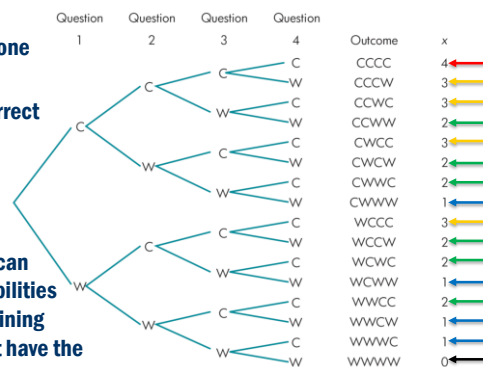 one
rrect
can
bilities
ining
t have the
Question Question Question Question
1 2 3 4 Outcome x
C CCCC 4
C
W CCCW 3
C
C CCWC 3
W
W CCWW 2
C
C CWCC 3
C
W CWCW 2
W
C CWWC 2
W
W CWWW 1
C WCCC 3
C
W WCCW 2
C
C WCWC 2
W
W WCWW 1
W
C WWCC 2
C
W WWCW 1
W
C WWWC 1
W
W WWWW 0